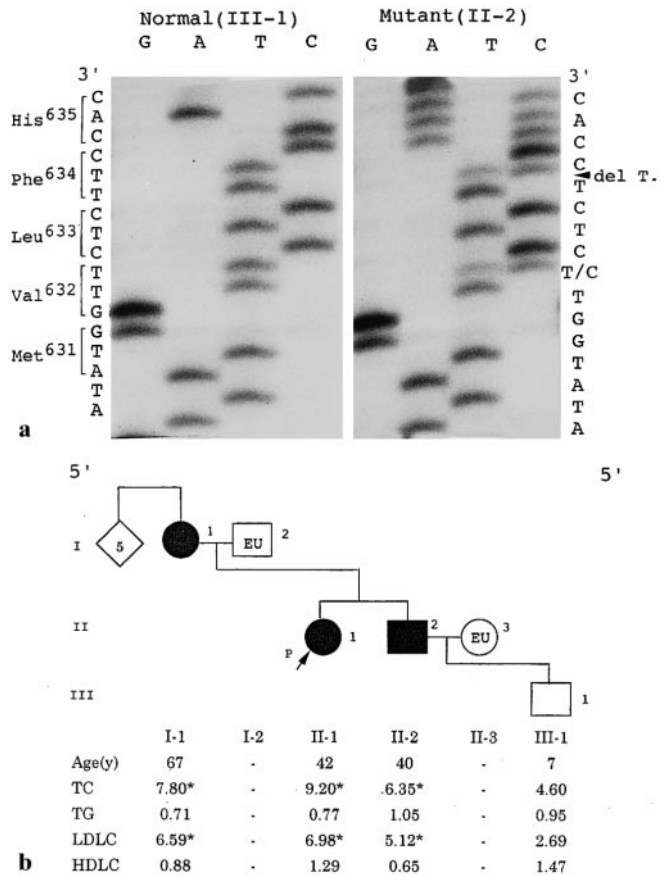 Normal(III-1) Mutant(II-2)
G A T C G A T C
3' 3'
His635
Phe634
Leu633
Val632
Met631
C
A
C
C
T
T
C
T
C
T
T
G
G
T
A
T
A
C
A
C
C
C
T
del T.
C
T
C
T/C
T
G
G
T
A
T
A
a
5' 5'
I
5
1
EU
2
II
P
1
2
EU
3
III
1
I-1 I-2 II-1 II-2 II-3 III-1
Age(y) 67 - 42 40 - 7
TC 7.80* - 9.20* 6.35* - 4.60
TG 0.71 - 0.77 1.05 - 0.95
LDLC 6.59* - 6.98* 5.12* - 2.69
b HDLC 0.88 - 1.29 0.65 - 1.47